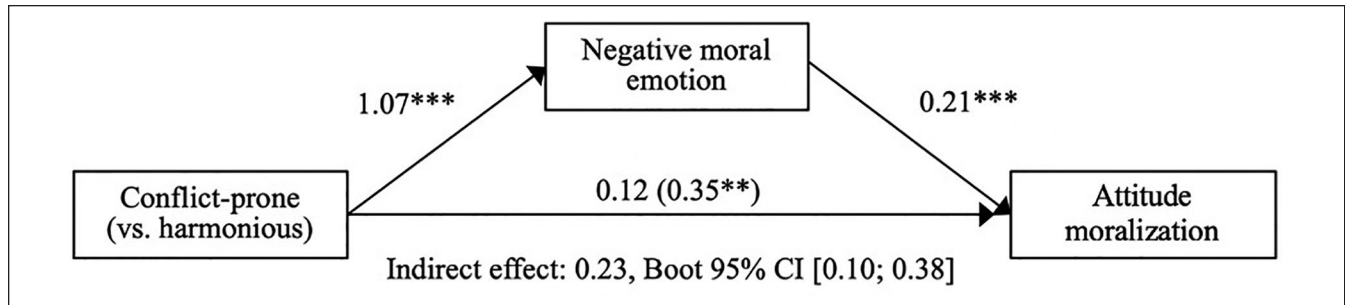 Negative moral
emotion
1.07***
0.21***
Conflict-prone
(vs. harmonious)
0.12 (0.35**)
Attitude
moralization
Indirect effect: 0.23, Boot 95% CI [0.10; 0.38]